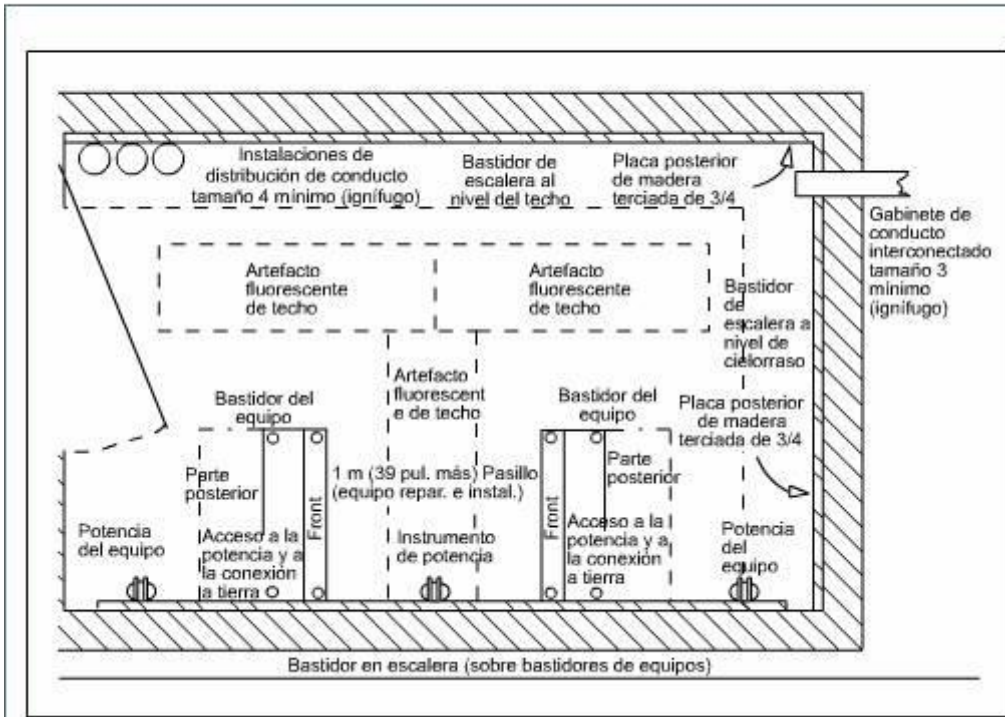 Instalaciones de
distribución de conducto
tamaño 4 mínimo (ignífugo)
Bastidor de
escalera al
nivel del techo
Placa posterior
de madera
terciada de 3/4
Gabinete de
conducto
interconectado
tamaño 3
mínimo
(ignífugo)
Artefacto
fluorescente
de techo
Artefacto
fluorescente
de techo
Bastidor
de
escalera a
nivel de
cielorraso
Artefacto
fluorescent
e de techo
Bastidor del
equipo
Bastidor del
equipo
Placa posterior
de madera
terciada de 3/4
Parte
posterior
1 m (39 pul. más) Pasillo
(equipo repar. e instal.)
Parte
posterior
Front
Front
Potencia
del equipo
Acceso a la
potencia y a
la conexión
a tierra
Instrumento
de potencia
Acceso a la
potencia y a
la conexión
a tierra
Potencia
del
equipo
Bastidor en escalera (sobre bastidores de equipos)